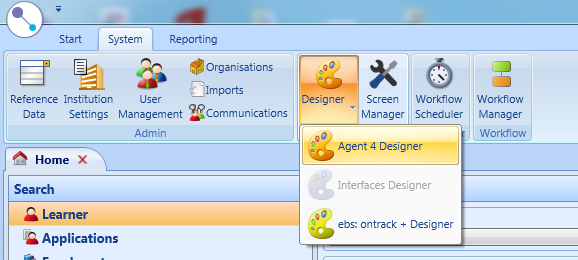 Start System Reporting
Reference Data
Institution Settings
User Management
Organisations
Imports
Communications
Designer
Screen Manager
Workflow Scheduler
Workflow Manager
Admin
Workflow
Agent 4 Designer
Interfaces Designer
ebs: ontrack + Designer
Home
Search
Learner
Applications